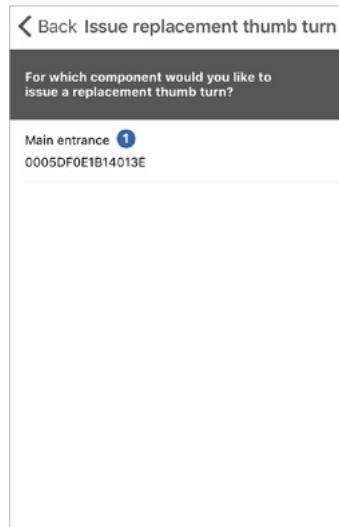 Back Issue replacement thumb turn
For which component would you like to
issue a replacement thumb turn?
Main entrance 1
0005DF0E1B14013E